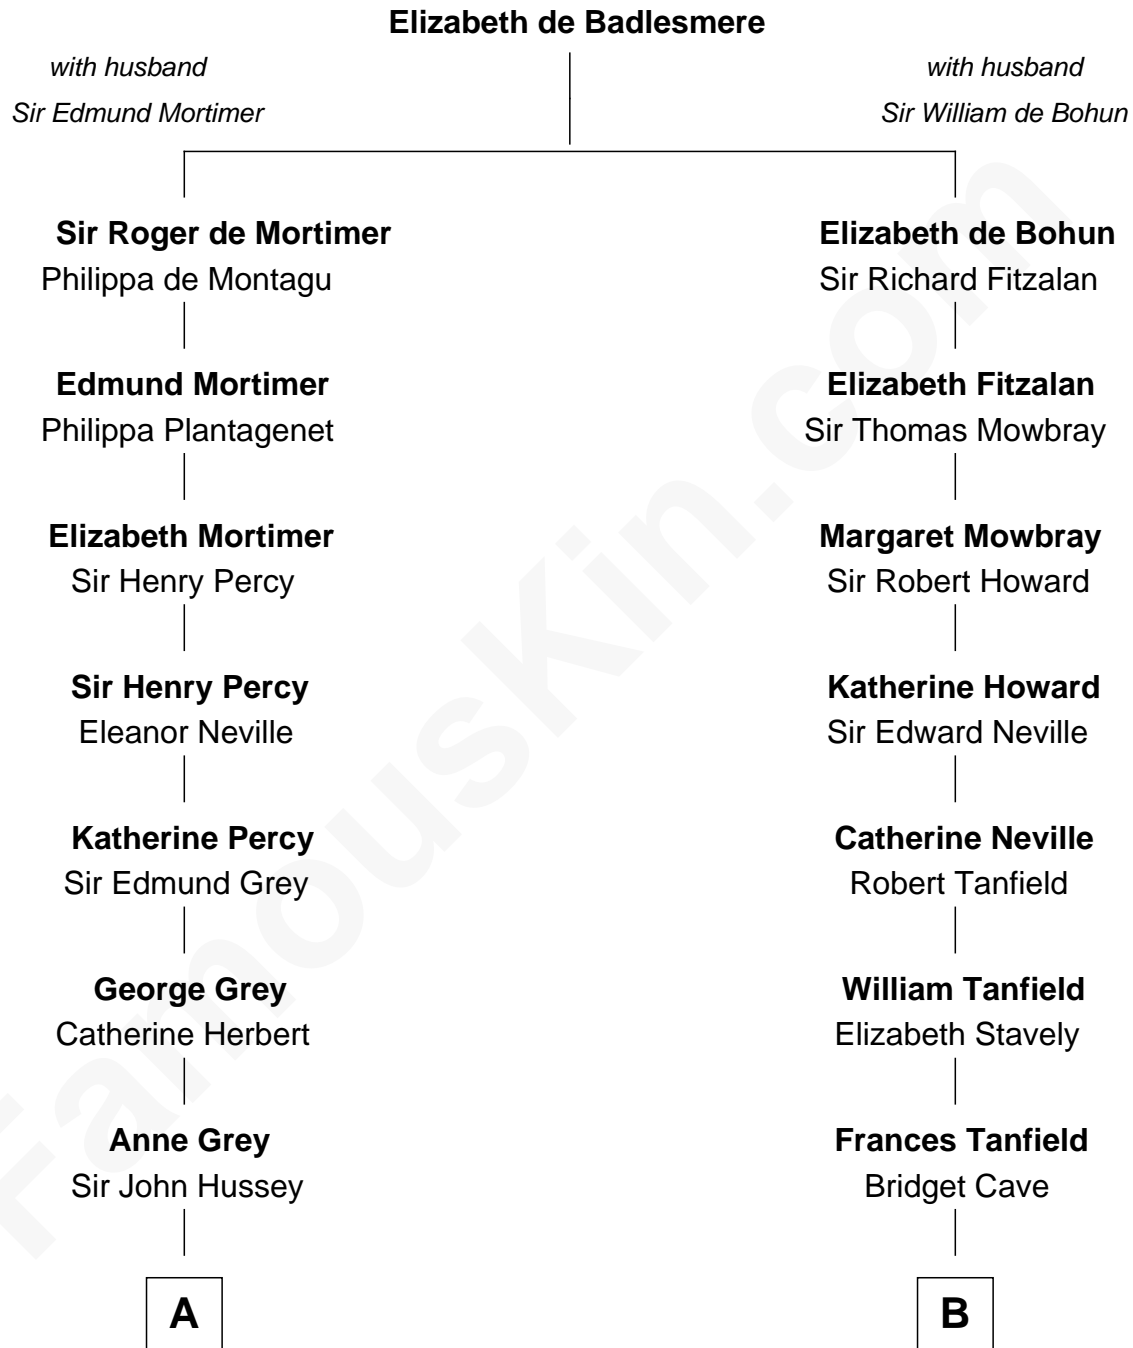 Elizabeth de Badlesmere
with husband
Sir Edmund Mortimer
with husband
Sir William de Bohun
Sir Roger de Mortimer
Philippa de Montagu
Elizabeth de Bohun
Sir Richard Fitzalan
Edmund Mortimer
Philippa Plantagenet
Elizabeth Fitzalan
Sir Thomas Mowbray
Elizabeth Mortimer
Sir Henry Percy
Margaret Mowbray
Sir Robert Howard
Sir Henry Percy
Eleanor Neville
Katherine Howard
Sir Edward Neville
Katherine Percy
Sir Edmund Grey
Catherine Neville
Robert Tanfield
George Grey
Catherine Herbert
William Tanfield
Elizabeth Stavely
Anne Grey
Sir John Hussey
Frances Tanfield
Bridget Cave
A
B
FamousKin.com